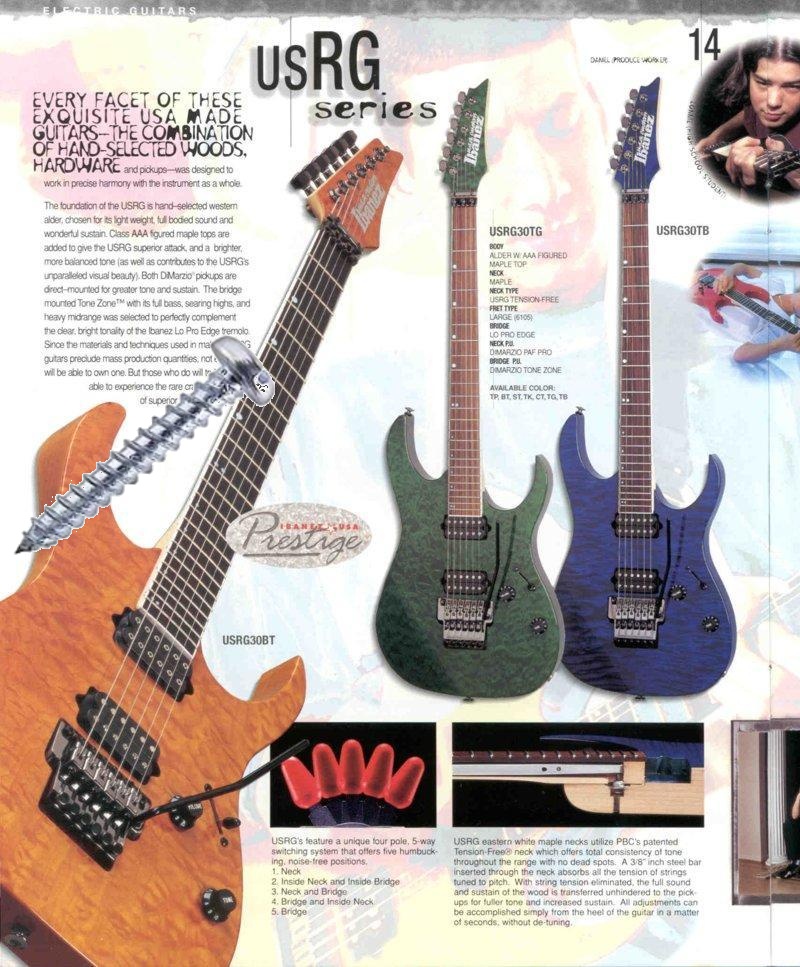 ELECTRIC GUITARS
usRG
series
14
DANIEL (PRODUCE WORKER)
EVERY FACET OF THESE
EXQUISITE USA MADE
GUITARS—THE COMBINATION
OF HAND-SELECTED WOODS,
HARDWARE and pickups—was designed to
work in precise harmony with the instrument as a whole.
The foundation of the USRG is hand-selected western
alder, chosen for its light weight, full bodied sound and
wonderful sustain. Class AAA figured maple tops are
added to give the USRG superior attack, and a brighter,
more balanced tone (as well as contributes to the USRG's
unparalleled visual beauty). Both DiMarzio® pickups are
direct-mounted for greater tone and sustain. The bridge
mounted Tone Zone™ with its full bass, searing highs, and
heavy midrange was selected to perfectly complement
the clear, bright tonality of the Ibanez Lo Pro Edge tremolo.
Since the materials and techniques used in
guitars preclude mass production quantities, not
will be able to own one. But those who do will
able to experience the rare
of superior
Ibanez
Ibanez
Ibanez
USRG30TG
BODY
ALDER W/ AAA FIGURED
MAPLE TOP
NECK
MAPLE
NECK TYPE
USRG TENSION-FREE
FRET TYPE
LARGE (6105)
BRIDGE
LO PRO EDGE
NECK P.U.
DIMARZIO PAF PRO
BRIDGE P.U.
DIMARZIO TONE ZONE
AVAILABLE COLOR:
TP, BT, ST, TK, CT, TG, TB
USRG30TB
IBANEZ USA
Prestige
USRG30BT
VOLUME
TONE
USRG's feature a unique four pole, 5-way
switching system that offers five humbuck-
ing, noise-free positions.
1. Neck
2. Inside Neck and Inside Bridge
3. Neck and Bridge
4. Bridge and Inside Neck
5. Bridge
USRG eastern white maple necks utilize PBC's patented
Tension-Free® neck which offers total consistency of tone
throughout the range with no dead spots. A 3/8" inch steel bar
inserted through the neck absorbs all the tension of strings
tuned to pitch. With string tension eliminated, the full sound
and sustain of the wood is transferred unhindered to the pick-
ups for fuller tone and increased sustain. All adjustments can
be accomplished simply from the heel of the guitar in a matter
of seconds, without de-tuning.